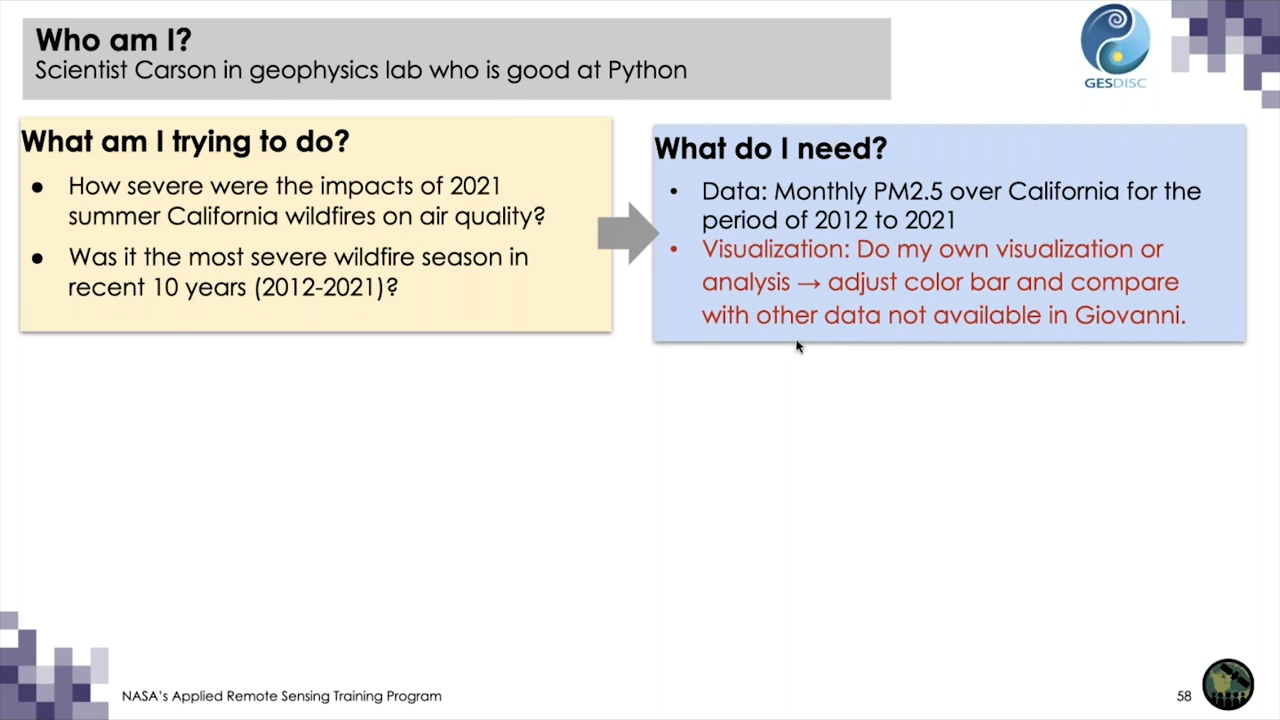 Who am I?
Scientist Carson in geophysics lab who is good at Python
GESDISC
What am I trying to do?
● How severe were the impacts of 2021
summer California wildfires on air quality?
● Was it the most severe wildfire season in
recent 10 years (2012-2021)?
What do I need?
• Data: Monthly PM2.5 over California for the
period of 2012 to 2021
• Visualization: Do my own visualization or
analysis → adjust color bar and compare
with other data not available in Giovanni.
NASA's Applied Remote Sensing Training Program
58